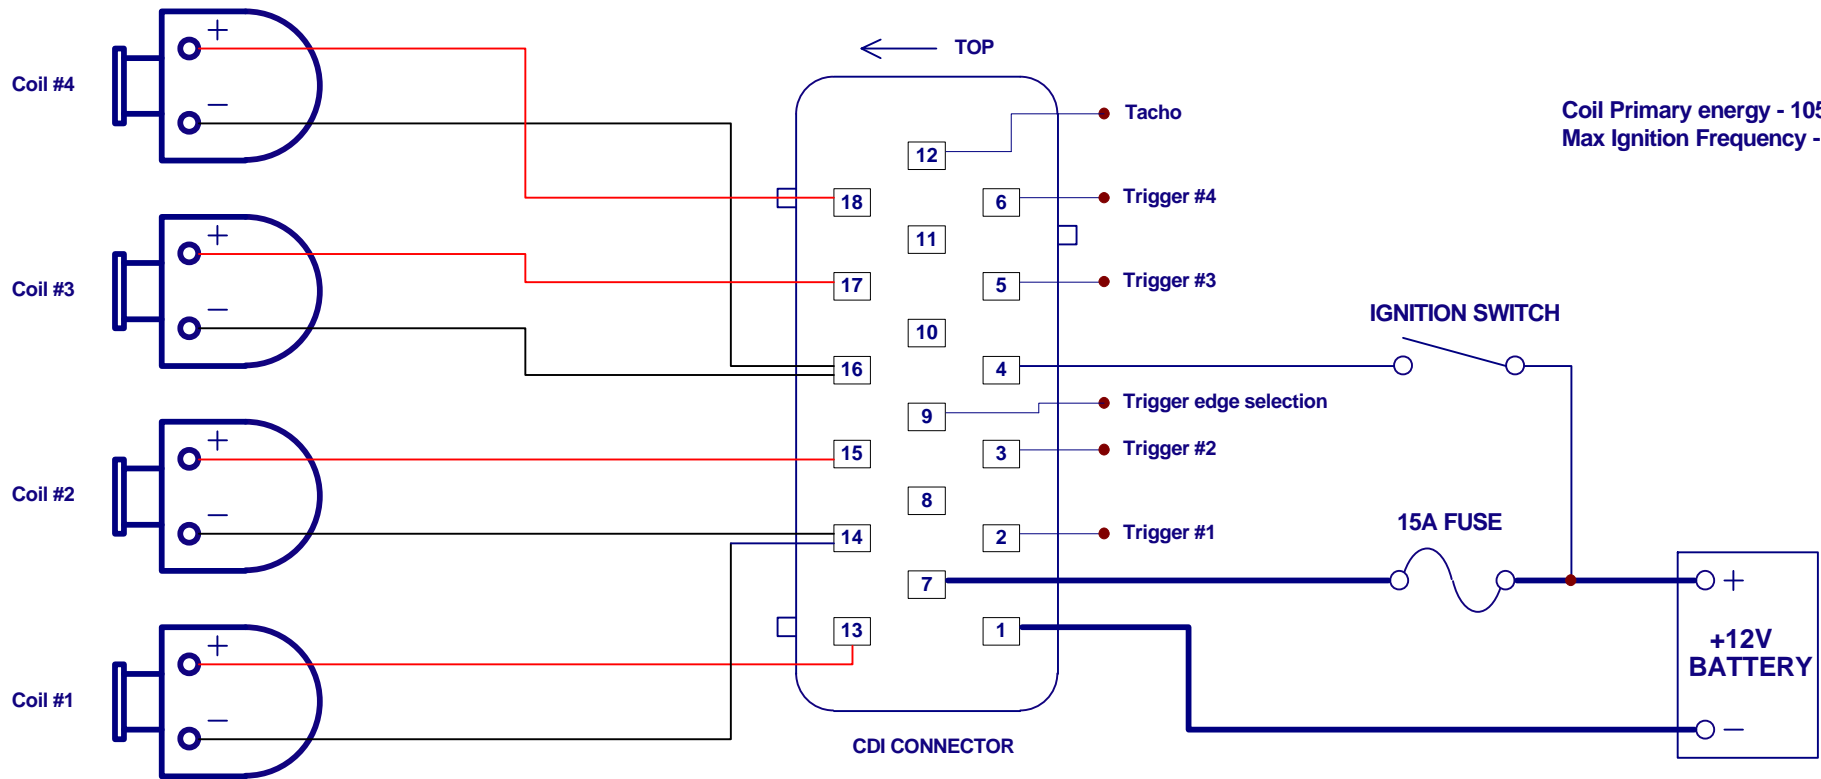 TOP
Coil #4
+
−
Tacho
Coil Primary energy - 105
Max Ignition Frequency -
12
18
6
Trigger #4
11
Coil #3
+
−
17
5
Trigger #3
10
IGNITION SWITCH
16
4
9
Trigger edge selection
Coil #2
+
−
15
3
Trigger #2
8
14
2
Trigger #1
15A FUSE
7
+
13
1
+12V
BATTERY
−
Coil #1
+
−
CDI CONNECTOR